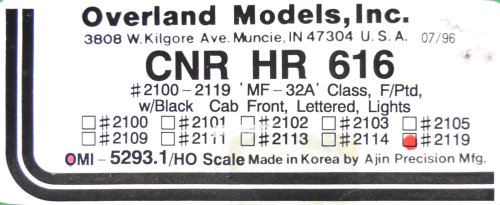 Overland Models, Inc.
3808 W. Kilgore Ave. Muncie, IN 47304 U.S.A. 07/96
CNR HR 616
#2100-2119 'MF-32A' Class, F/Ptd,
w/Black Cab Front, Lettered, Lights
#2100 #2101 #2102 #2103 #2105
#2109 #2111 #2113 #2114 #2119
OMI-5293.1/HO Scale Made in Korea by Ajin Precision Mfg.